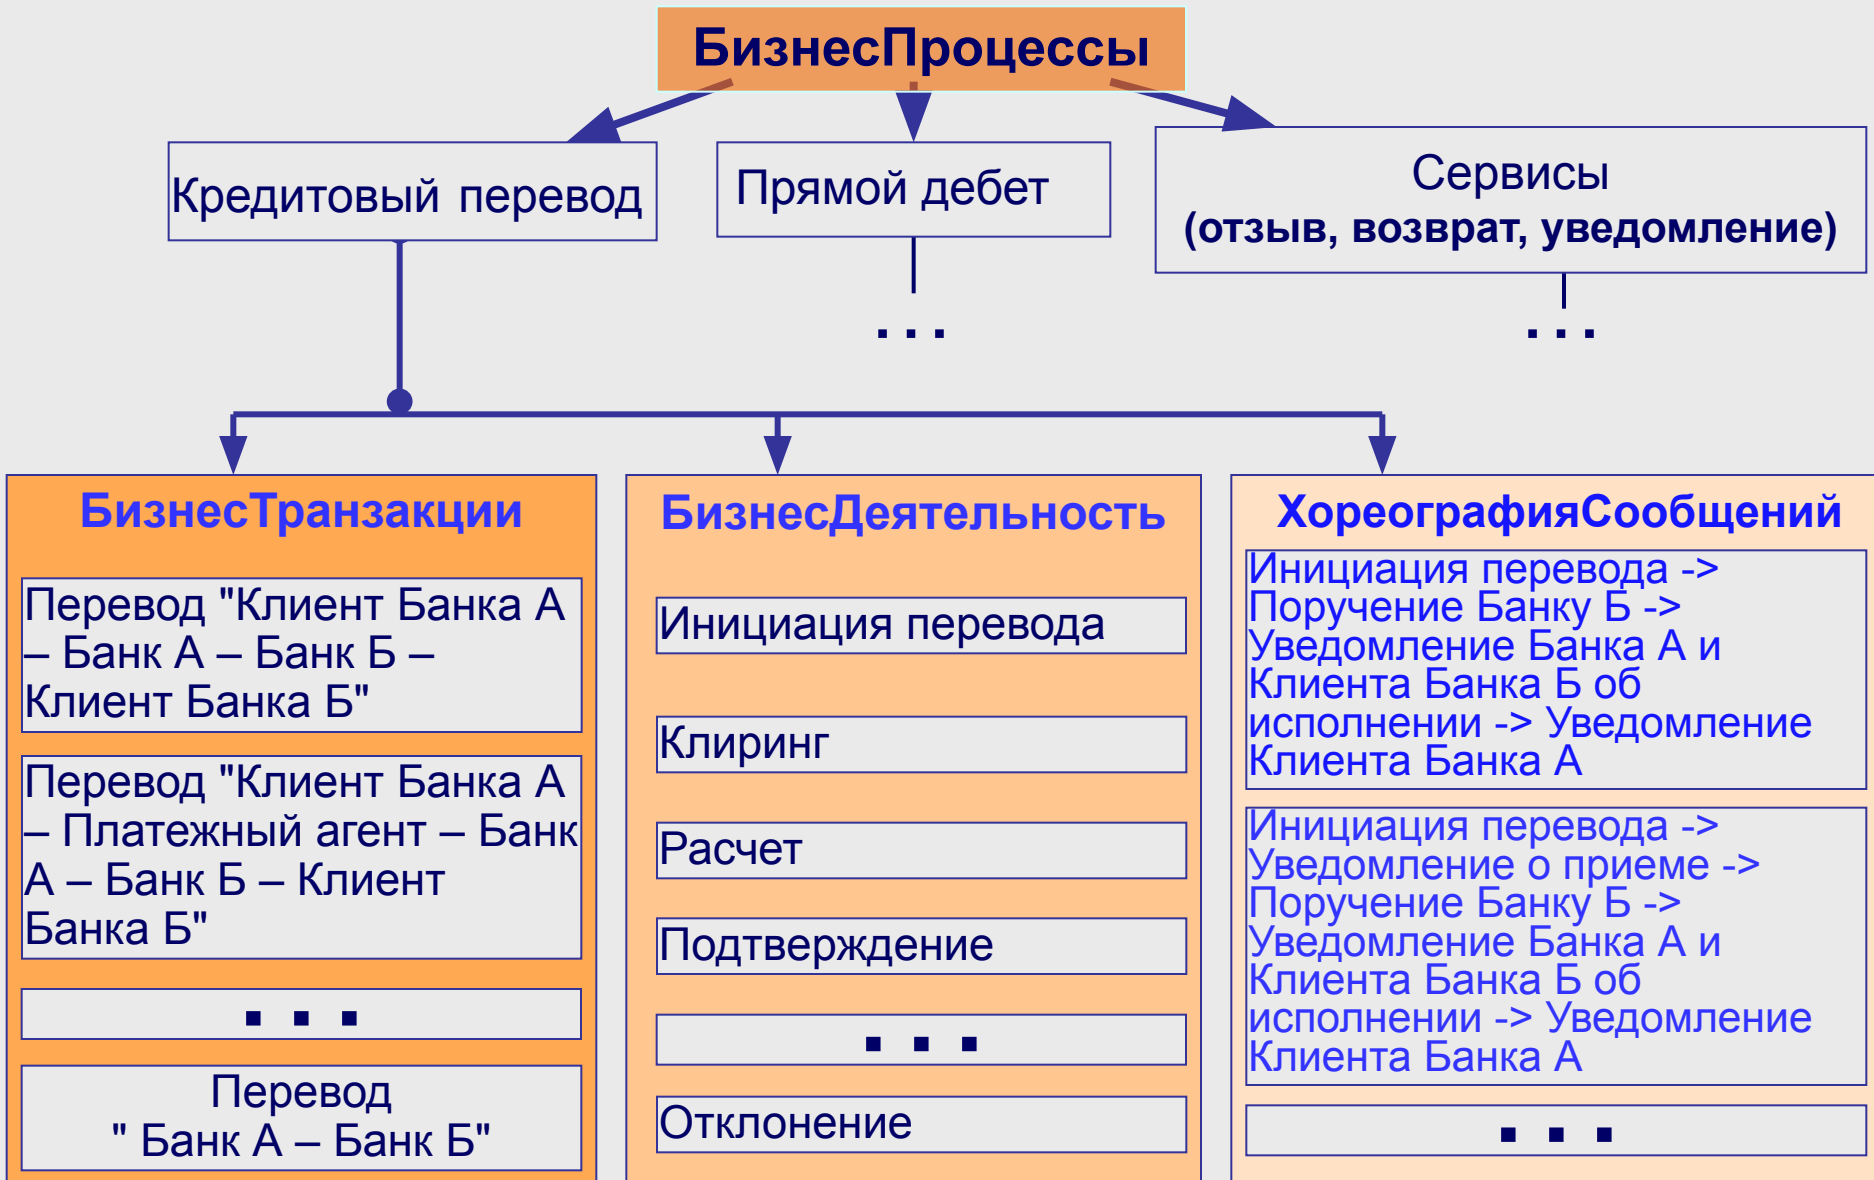 БизнесПроцессы
Кредитовый перевод
Прямой дебет
Сервисы
(отзыв, возврат, уведомление)
. . .
. . .
БизнесТранзакции
Перевод "Клиент Банка А
– Банк А – Банк Б –
Клиент Банка Б"
Перевод "Клиент Банка А
– Платежный агент – Банк
А – Банк Б – Клиент
Банка Б"
. . .
Перевод
" Банк А – Банк Б"
БизнесДеятельность
Инициация перевода
Клиринг
Расчет
Подтверждение
. . .
Отклонение
ХореографияСообщений
Инициация перевода ->
Поручение Банку Б ->
Уведомление Банка А и
Клиента Банка Б об
исполнении -> Уведомление
Клиента Банка А
Инициация перевода ->
Уведомление о приеме ->
Поручение Банку Б ->
Уведомление Банка А и
Клиента Банка Б об
исполнении -> Уведомление
Клиента Банка А
. . .